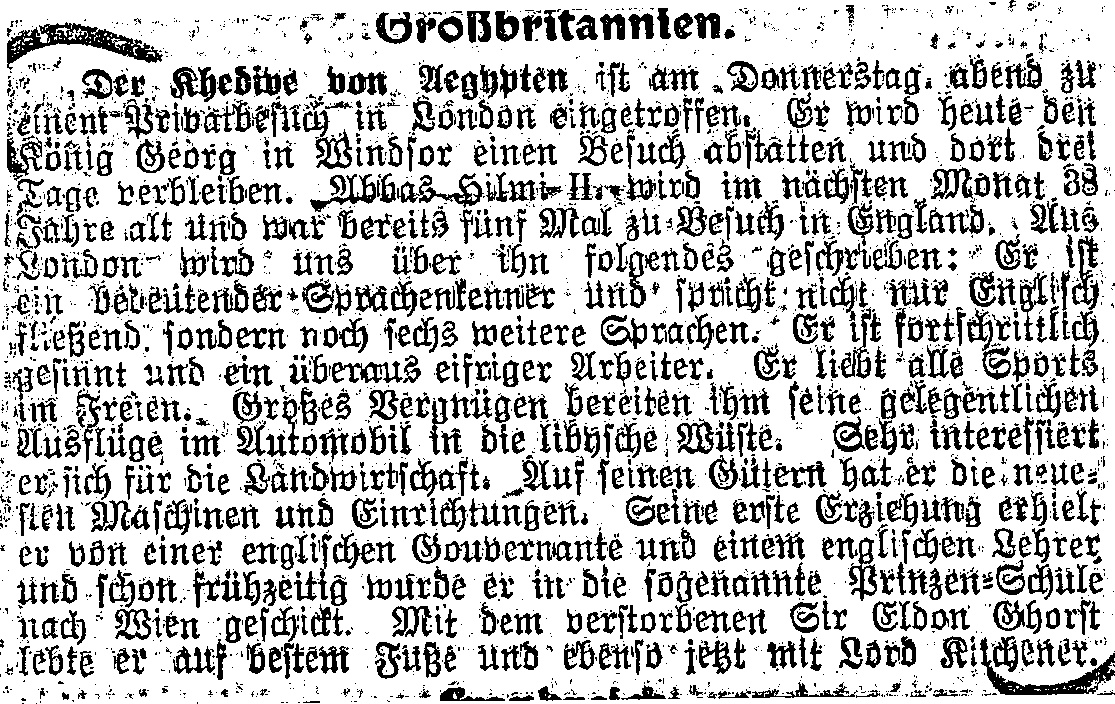 Großbritannien.
Der Khedive von Aegypten ist am Donnerstag abend zu
einem Privatbesuch in London eingetroffen. Er wird heute den
König Georg in Windsor einen Besuch abstatten und dort drei
Tage verbleiben. Abbas Hilmi II. wird im nächsten Monat 38
Jahre alt und war bereits fünf Mal zu Besuch in England. Aus
London wird uns über ihn folgendes geschrieben: Er ist
ein bedeutender Sprachenkenner und spricht nicht nur Englisch
fließend, sondern noch sechs weitere Sprachen. Er ist fortschrittlich
gesinnt und ein überaus eifriger Arbeiter. Er liebt alle Sports
im Freien. Großes Vergnügen bereiten ihm seine gelegentlichen
Ausflüge im Automobil in die libysche Wüste. Sehr interessiert
er sich für die Landwirtschaft. Auf seinen Gütern hat er die neue-
sten Maschinen und Einrichtungen. Seine erste Erziehung erhielt
er von einer englischen Gouvernante und einem englischen Lehrer,
und schon frühzeitig wurde er in die sogenannte Prinzen-Schule
nach Wien geschickt. Mit dem verstorbenen Sir Eldon Ghorst
lebte er auf bestem Fuße und ebenso jetzt mit Lord Kitchener.